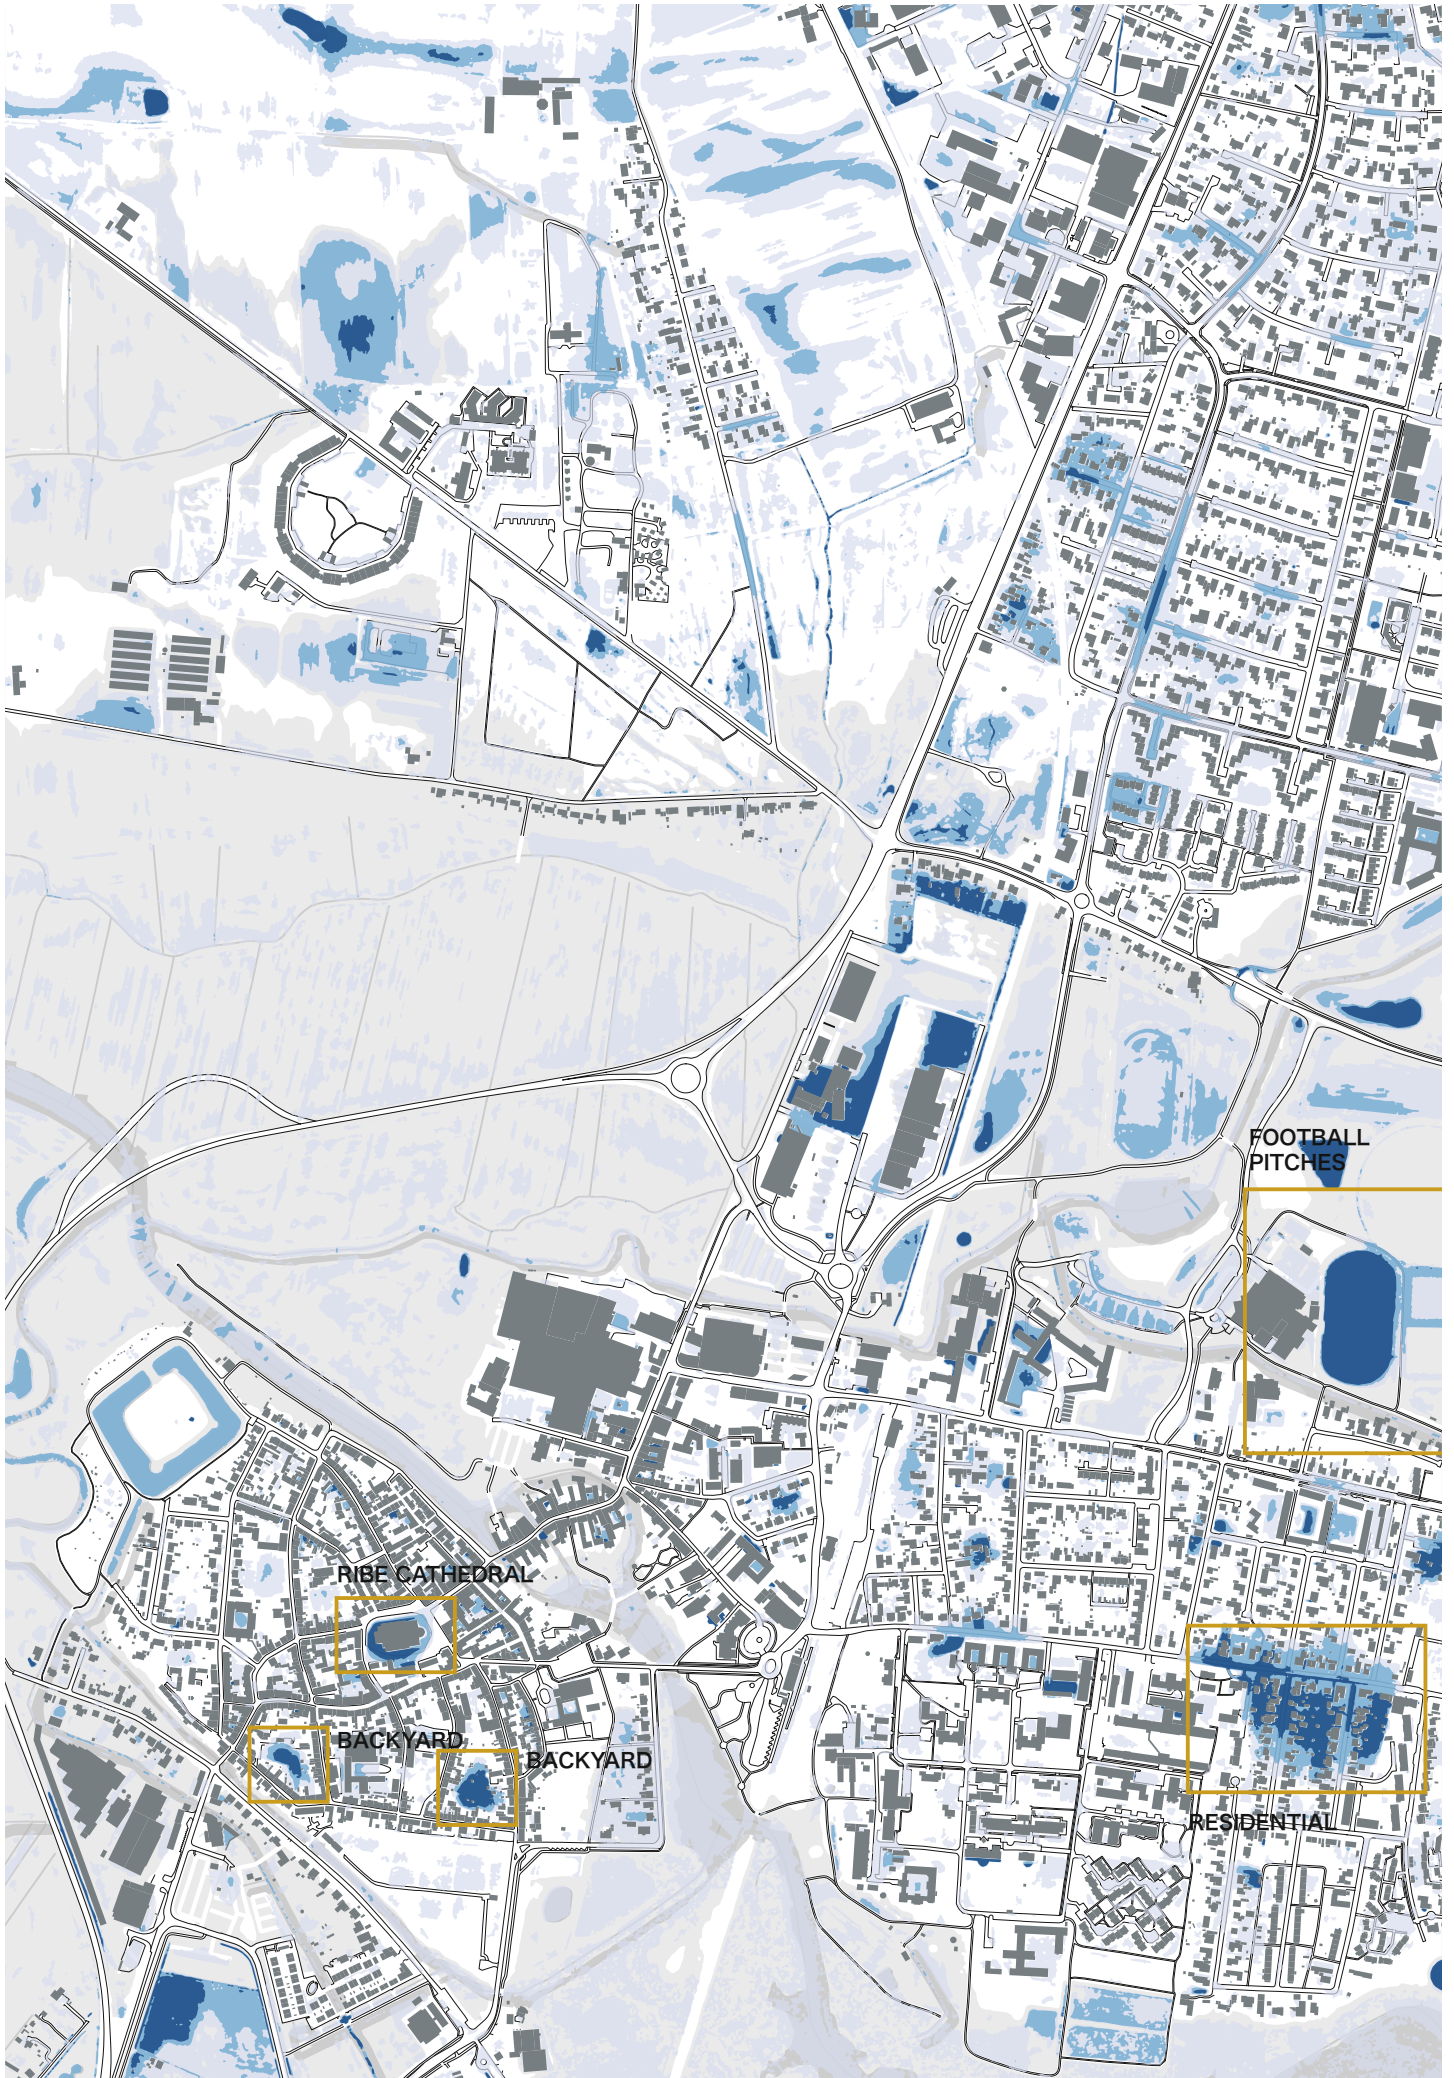 FOOTBALL
PITCHES
RIBE CATHEDRAL
BACKYARD
BACKYARD
RESIDENTIAL